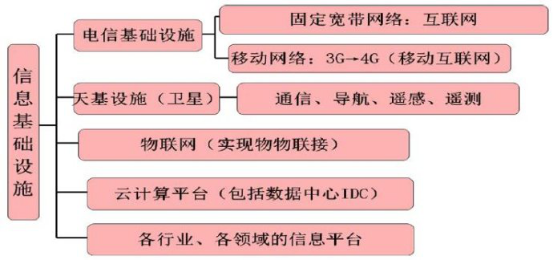 信息基础设施
电信基础设施
固定宽带网络：互联网
移动网络：3G→4G（移动互联网）
天基设施（卫星）
通信、导航、遥感、遥测
物联网（实现物物联接）
云计算平台（包括数据中心IDC）
各行业、各领域的信息平台